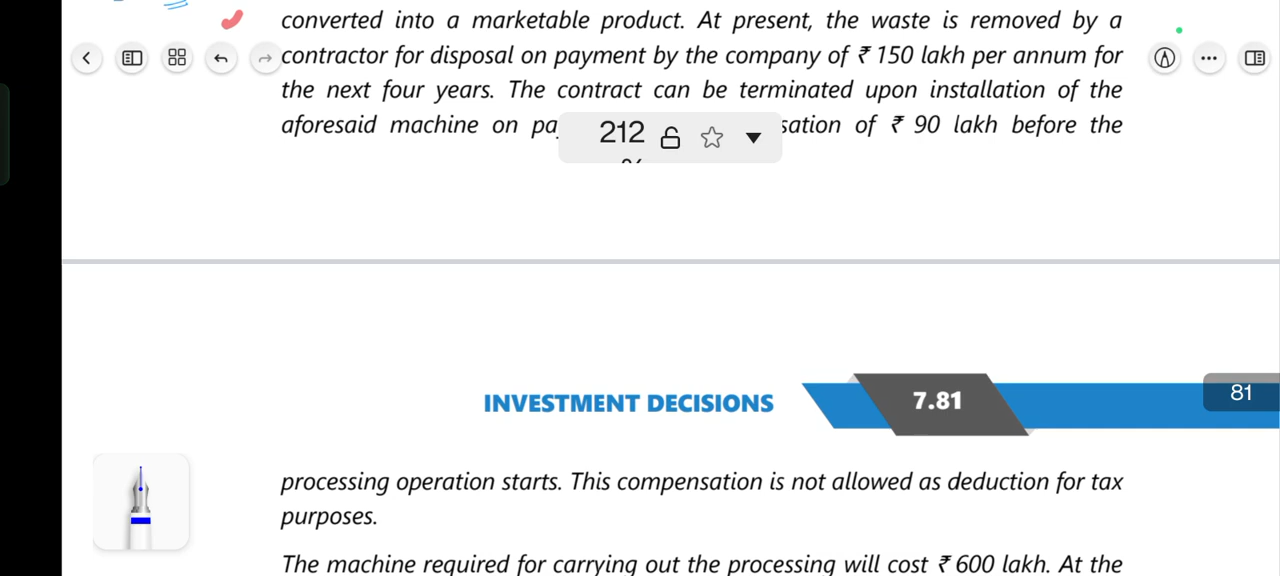 converted into a marketable product. At present, the waste is removed by a
contractor for disposal on payment by the company of ₹ 150 lakh per annum for
the next four years. The contract can be terminated upon installation of the
aforesaid machine on of ₹ 90 lakh before the
212
%
INVESTMENT DECISIONS
7.81
81
processing operation starts. This compensation is not allowed as deduction for tax
purposes.
The machine required for carrying out the processing will cost ₹ 600 lakh. At the